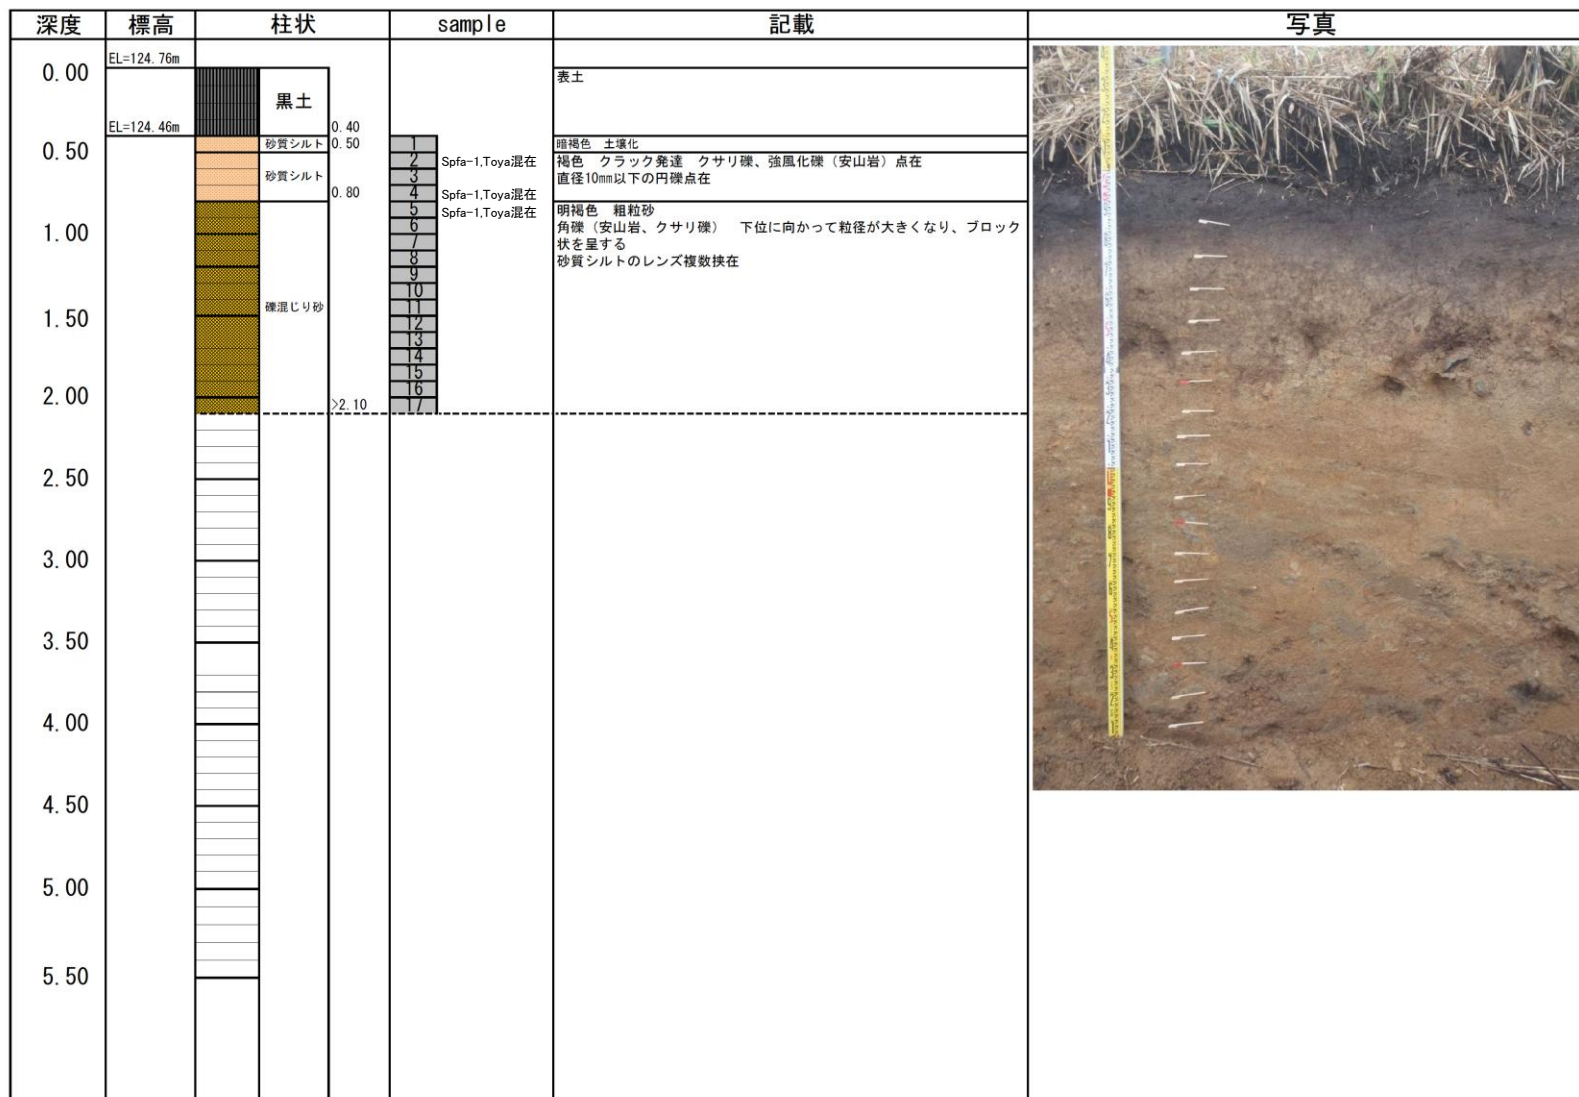 深度 標高 柱状 sample 記載 写真
EL=124.76m
0.00
黒土
表土
EL=124.46m
0.40
0.50
砂質シルト
0.50
1
暗褐色 土壌化
2
Spfa-1,Toya混在
褐色 クラック発達 クサリ礫、強風化礫（安山岩）点在
砂質シルト
3
直径10mm以下の円礫点在
0.80
4
Spfa-1,Toya混在
5
Spfa-1,Toya混在
明褐色 粗粒砂
1.00
6
角礫（安山岩、クサリ礫） 下位に向かって粒径が大きくなり、ブロック
7
状を呈する
8
砂質シルトのレンズ複数挟在
9
10
礫混じり砂
11
1.50
12
13
14
15
16
2.00
>2.10
17
2.50
3.00
3.50
4.00
4.50
5.00
5.50